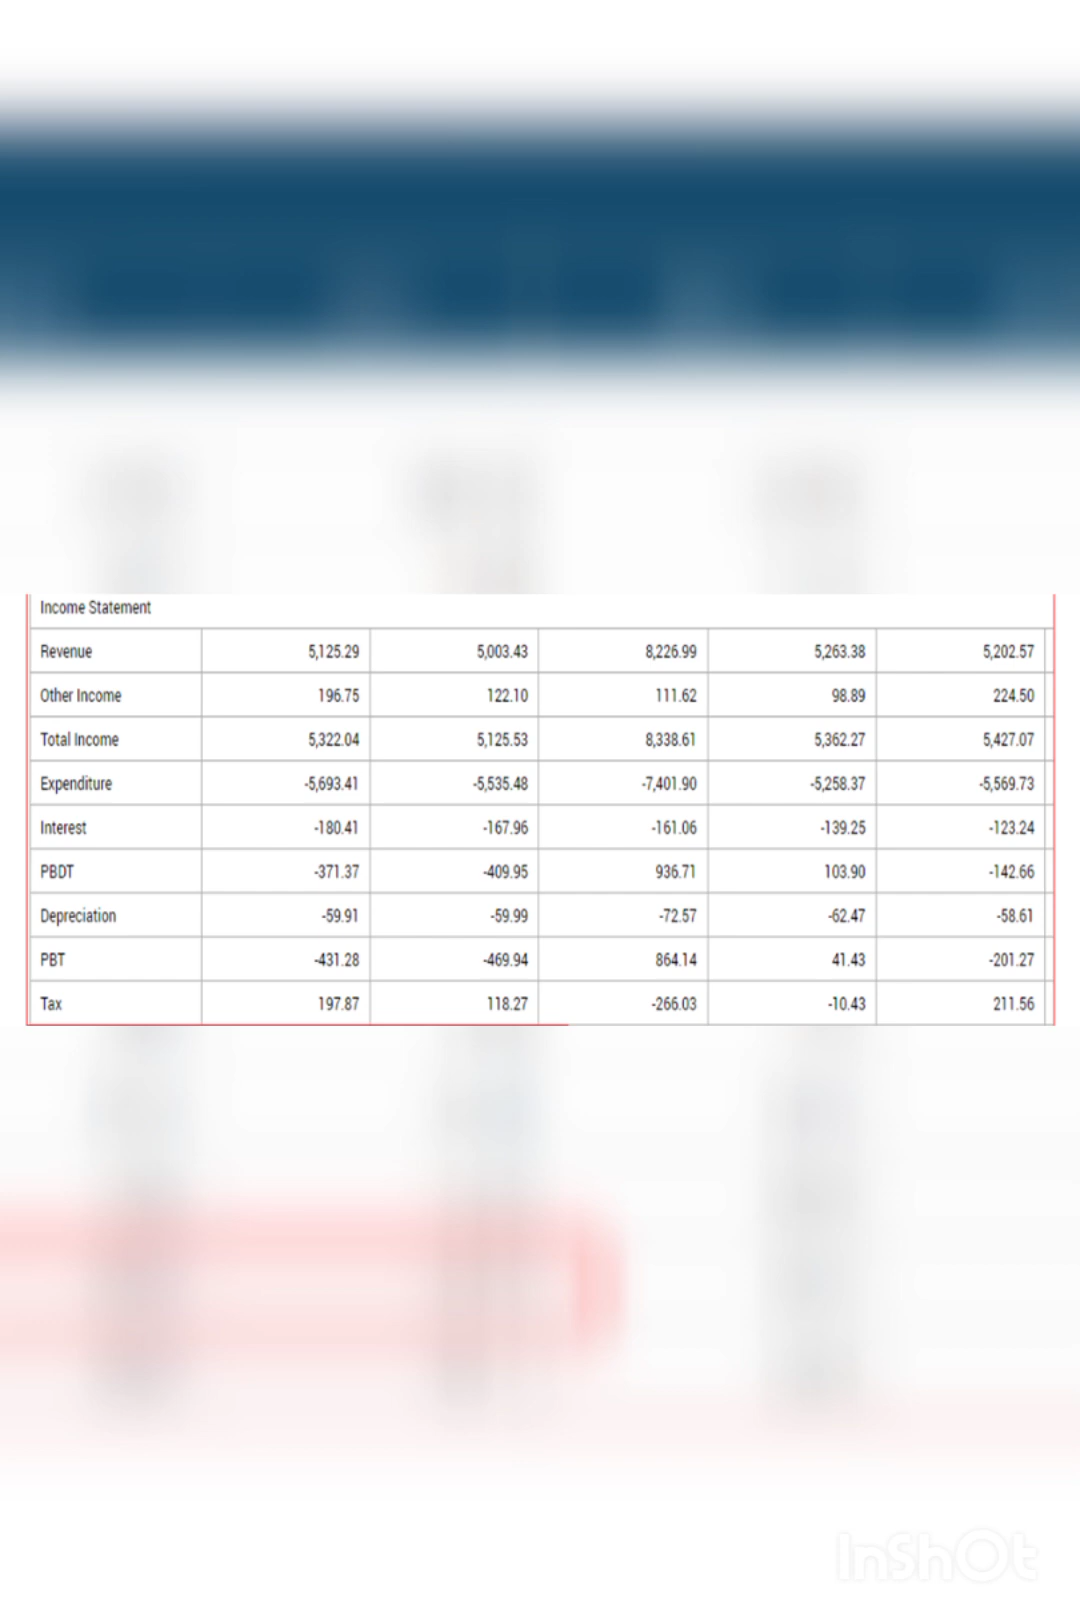 Income Statement
Revenue 5,125.29 5,003.43 8,226.99 5,263.38 5,202.57
Other Income 196.75 122.10 111.62 98.89 224.50
Total Income 5,322.04 5,125.53 8,338.61 5,362.27 5,427.07
Expenditure -5,693.41 -5,535.48 -7,401.90 -5,258.37 -5,569.73
Interest -180.41 -167.96 -161.06 -139.25 -123.24
PBDT -371.37 -409.95 936.71 103.90 -142.66
Depreciation -59.91 -59.99 -72.57 -62.47 -58.61
PBT -431.28 -469.94 864.14 41.43 -201.27
Tax 197.87 118.27 -266.03 -10.43 211.56
InShOt